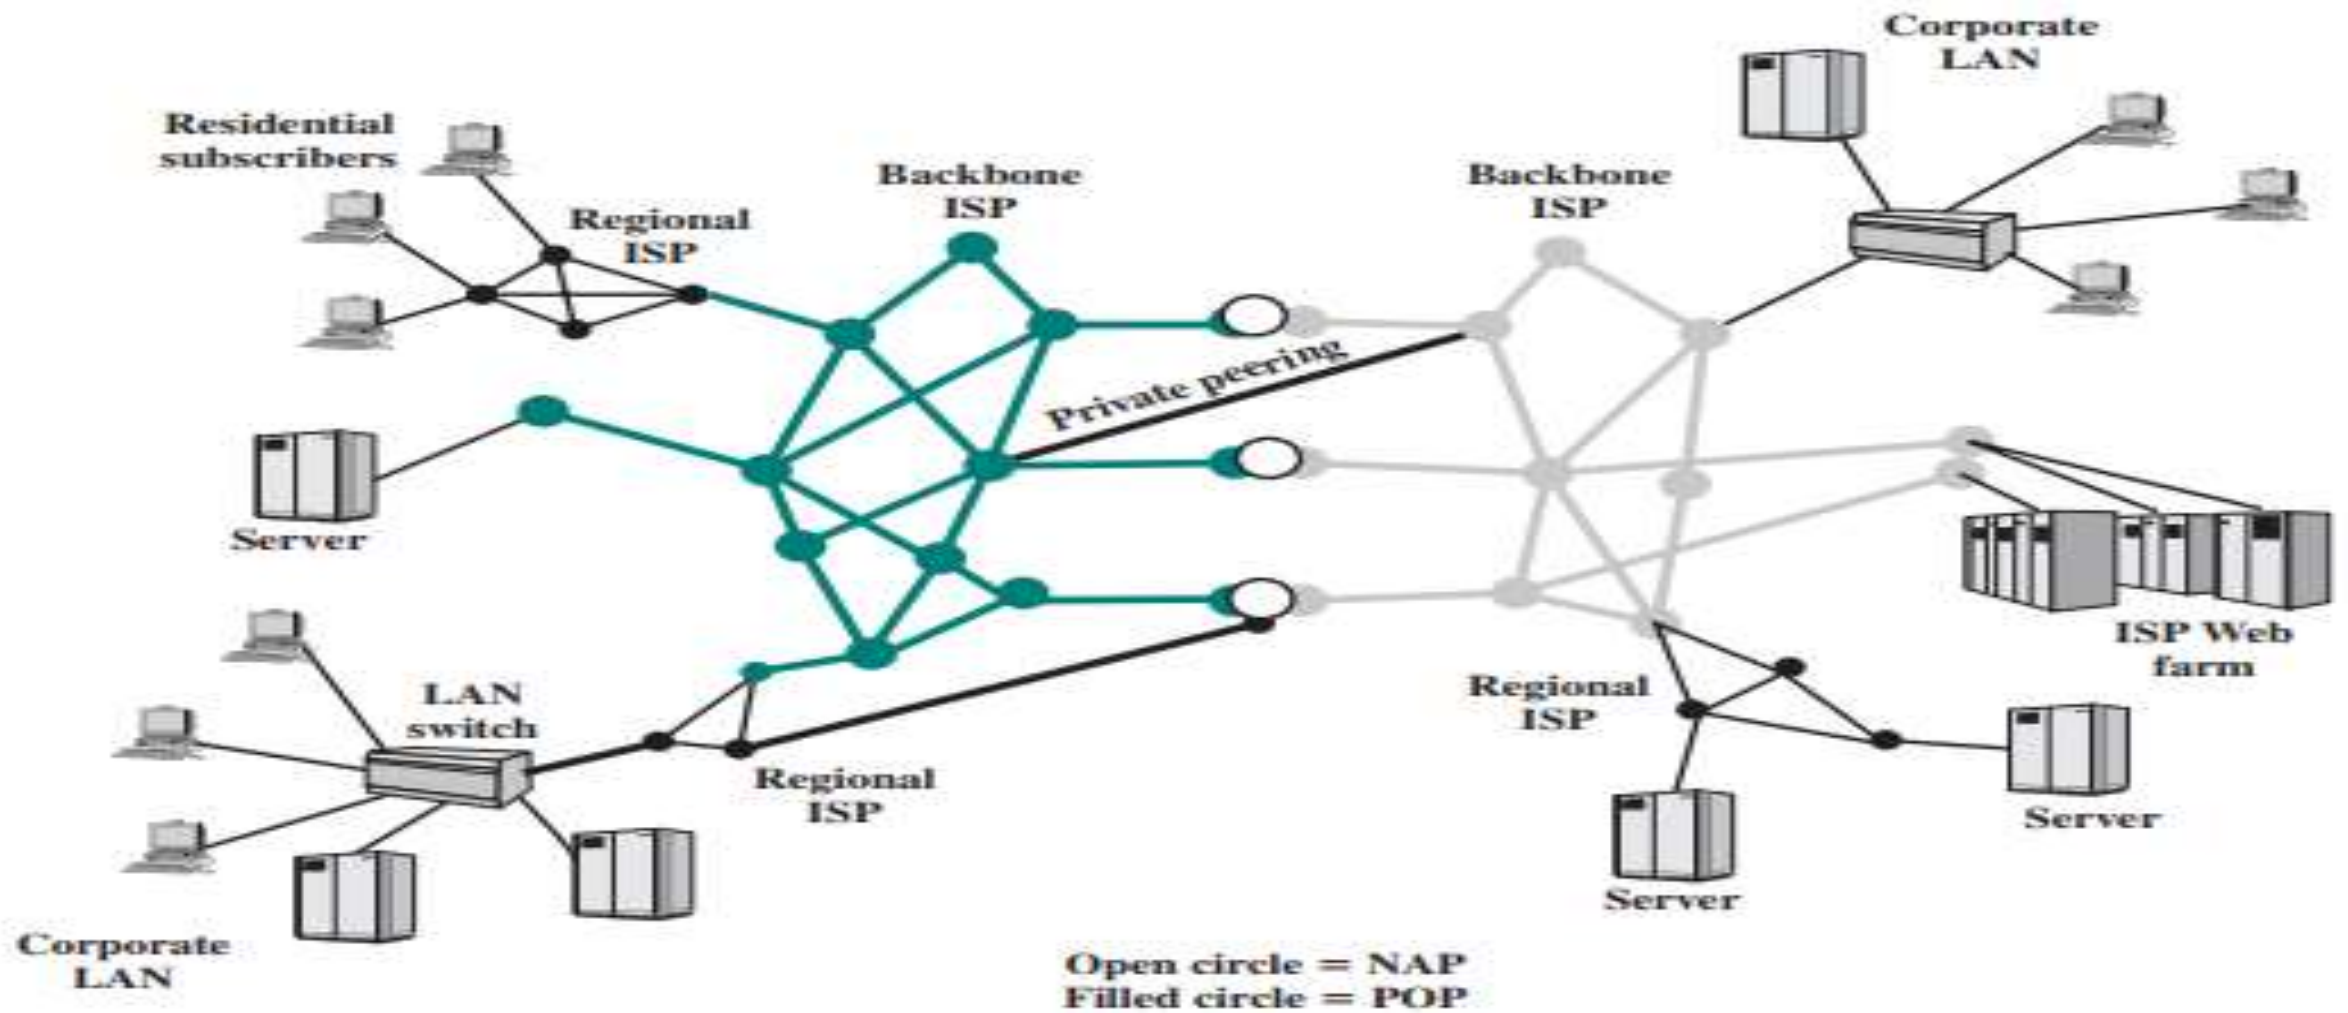 Corporate
LAN
Residential
subscribers
Backbone
ISP
Backbone
ISP
Regional
ISP
Private peering
Server
ISP Web
farm
LAN
switch
Regional
ISP
Regional
ISP
Server
Server
Corporate
LAN
Open circle = NAP
Filled circle = POP